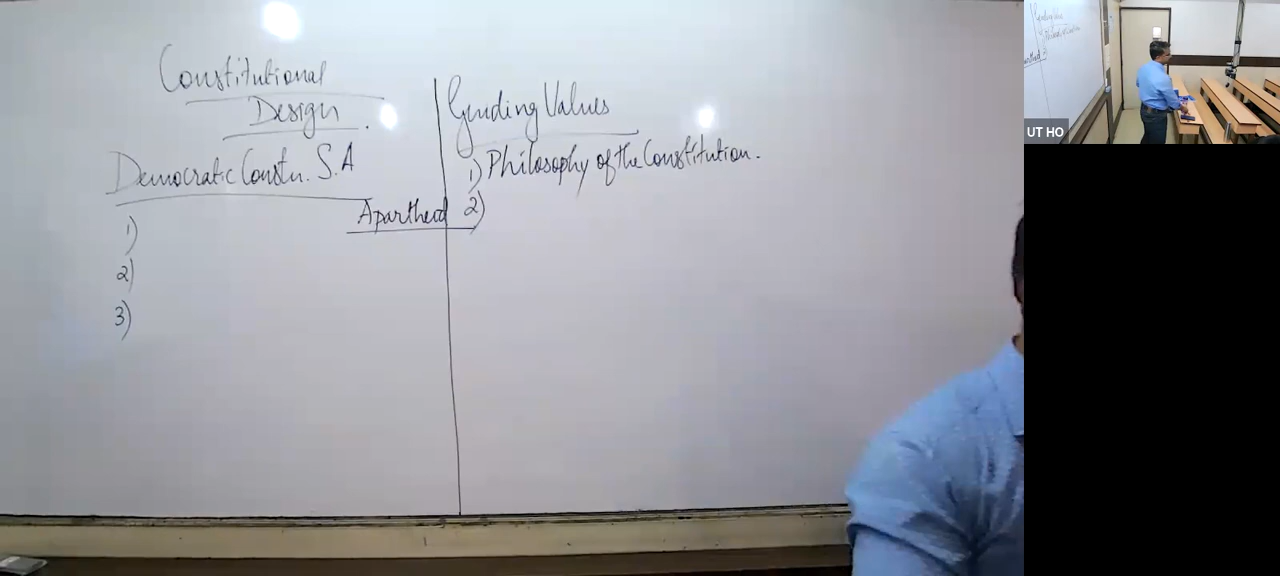 Constitutional
Design.
Democratic Constn. S.A
Apartheid
1)
2)
3)
Guiding Values
1) Philosophy of the Constitution.
2)
UT HO